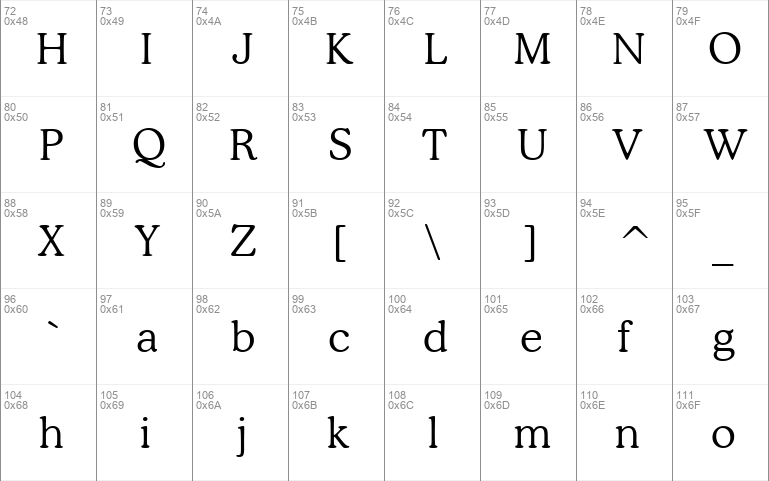 72 73 74 75 76 77 78 79
0x48 0x49 0x4A 0x4B 0x4C 0x4D 0x4E 0x4F
H I J K L M N O
80 81 82 83 84 85 86 87
0x50 0x51 0x52 0x53 0x54 0x55 0x56 0x57
P Q R S T U V W
88 89 90 91 92 93 94 95
0x58 0x59 0x5A 0x5B 0x5C 0x5D 0x5E 0x5F
X Y Z [ \ ] ^ _
96 97 98 99 100 101 102 103
0x60 0x61 0x62 0x63 0x64 0x65 0x66 0x67
` a b c d e f g
104 105 106 107 108 109 110 111
0x68 0x69 0x6A 0x6B 0x6C 0x6D 0x6E 0x6F
h i j k l m n o